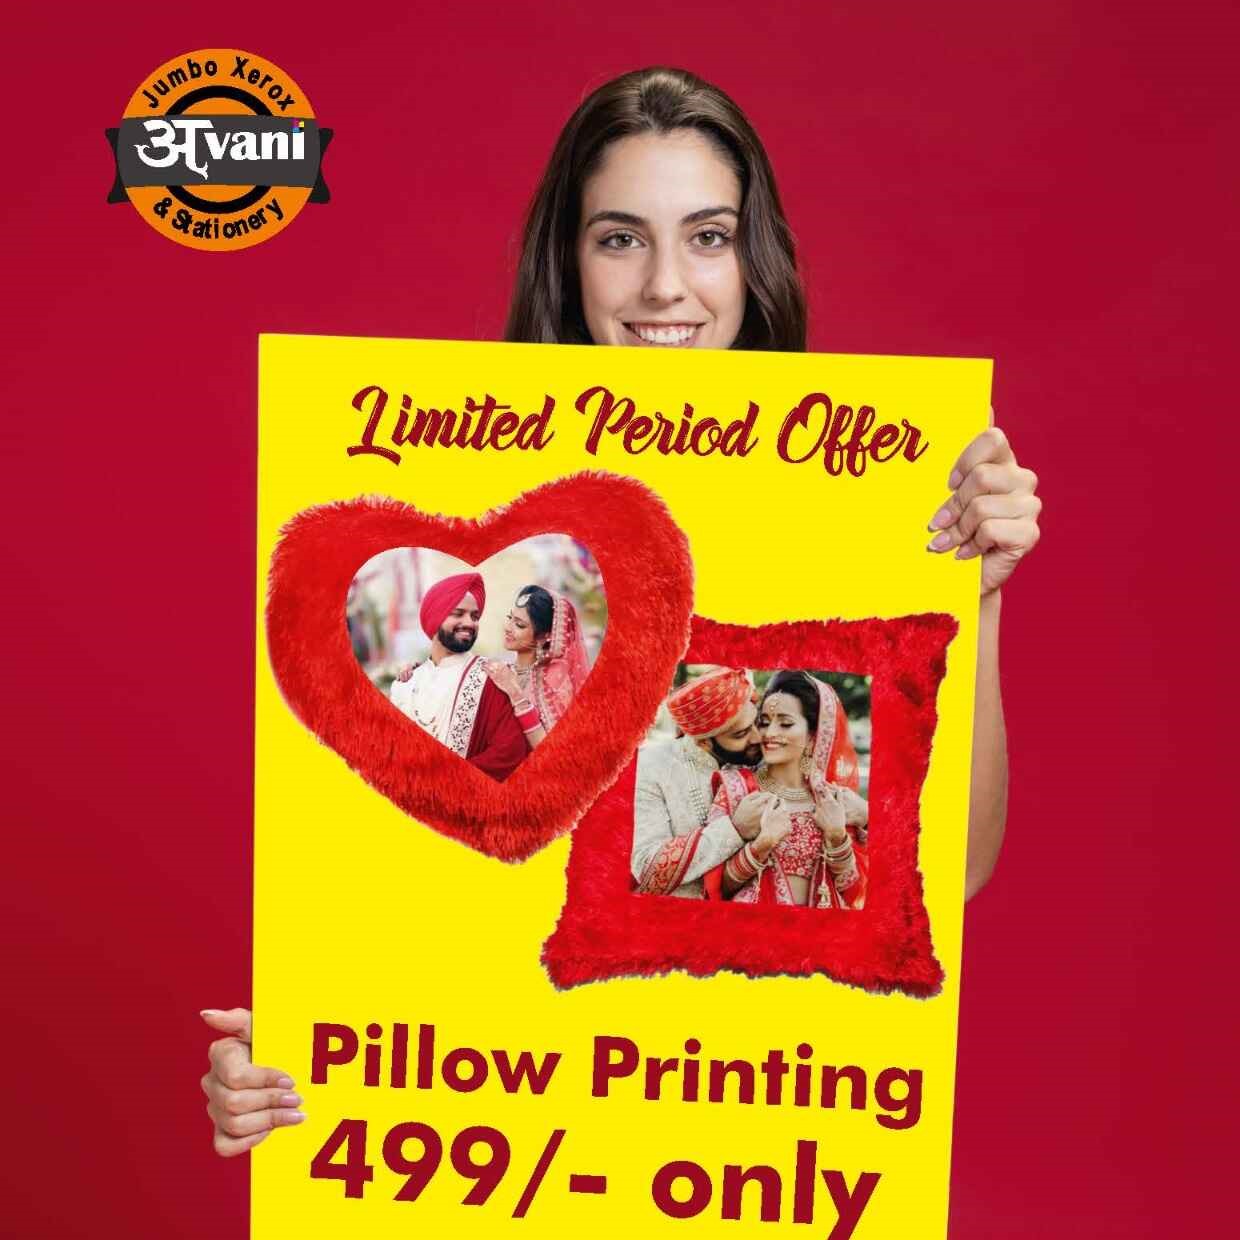 Jumbo Xerox
अvani
& Stationery
Limited Period Offer
Pillow Printing
499/- only